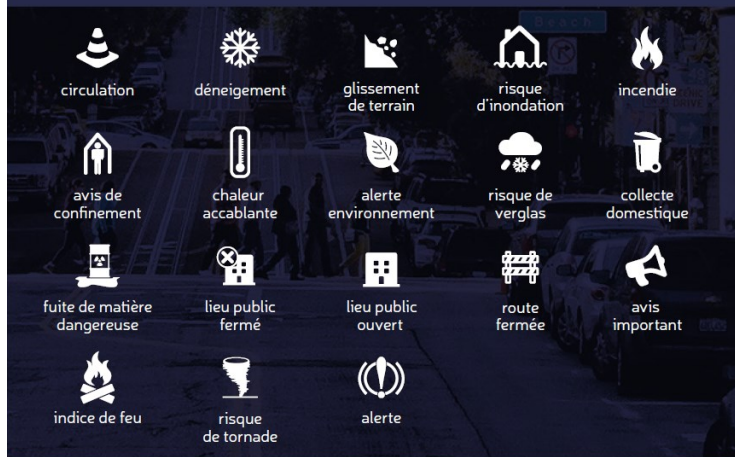 Beach
circulation
déneigement
glissement
de terrain
risque
d'inondation
incendie
avis de
confinement
chaleur
accablante
alerte
environnement
risque de
verglas
collecte
domestique
fuite de matière
dangereuse
lieu public
fermé
lieu public
ouvert
route
fermée
avis
important
indice de feu
risque
de tornade
alerte